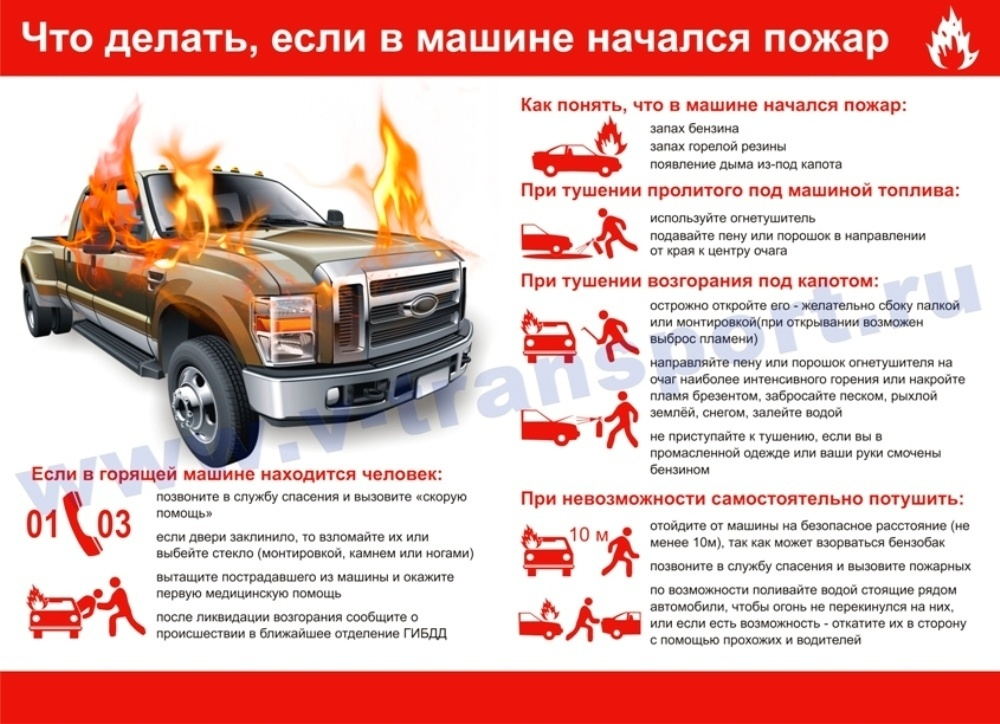 Что делать, если в машине начался пожар
Как понять, что в машине начался пожар:
запах бензина
запах горелой резины
появление дыма из-под капота
При тушении пролитого под машиной топлива:
используйте огнетушитель
подавайте пену или порошок в направлении
от края к центру очага
При тушении возгорания под капотом:
острожно откройте его - желательно сбоку палкой
или монтировкой(при открывании возможен
выброс пламени)
направляйте пену или порошок огнетушителя на
очаг наиболее интенсивного горения или накройте
пламя брезентом, забросайте песком, рыхлой
землёй, снегом, залейте водой
не приступайте к тушению, если вы в
промасленной одежде или ваши руки смочены
бензином
При невозможности самостоятельно потушить:
10 м
отойдите от машины на безопасное расстояние (не
менее 10м), так как может взорваться бензобак
позвоните в службу спасения и вызовите пожарных
по возможности поливайте водой стоящие рядом
автомобили, чтобы огонь не перекинулся на них,
или если есть возможность - откатите их в сторону
с помощью прохожих и водителей
Если в горящей машине находится человек:
01 03
позвоните в службу спасения и вызовите «скорую
помощь»
если двери заклинило, то взломайте их или
выбейте стекло (монтировкой, камнем или ногами)
вытащите пострадавшего из машины и окажите
первую медицинскую помощь
после ликвидации возгорания сообщите о
происшествии в ближайшее отделение ГИБДД
www.v-transport.ru